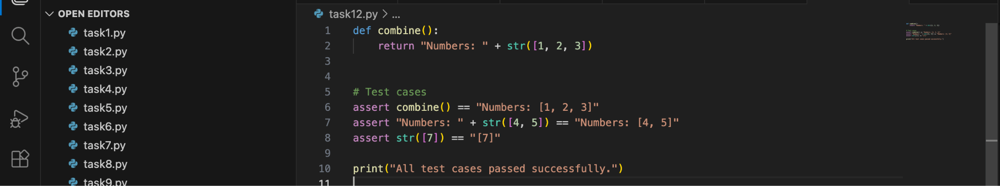 OPEN EDITORS
task1.py
task2.py
task3.py
task4.py
task5.py
task6.py
task7.py
task8.py
task9.py
task12.py > ...
1 def combine():
2     return "Numbers: " + str([1, 2, 3])
3
4
5 # Test cases
6 assert combine() == "Numbers: [1, 2, 3]"
7 assert "Numbers: " + str([4, 5]) == "Numbers: [4, 5]"
8 assert str([7]) == "[7]"
9
10 print("All test cases passed successfully.")
11